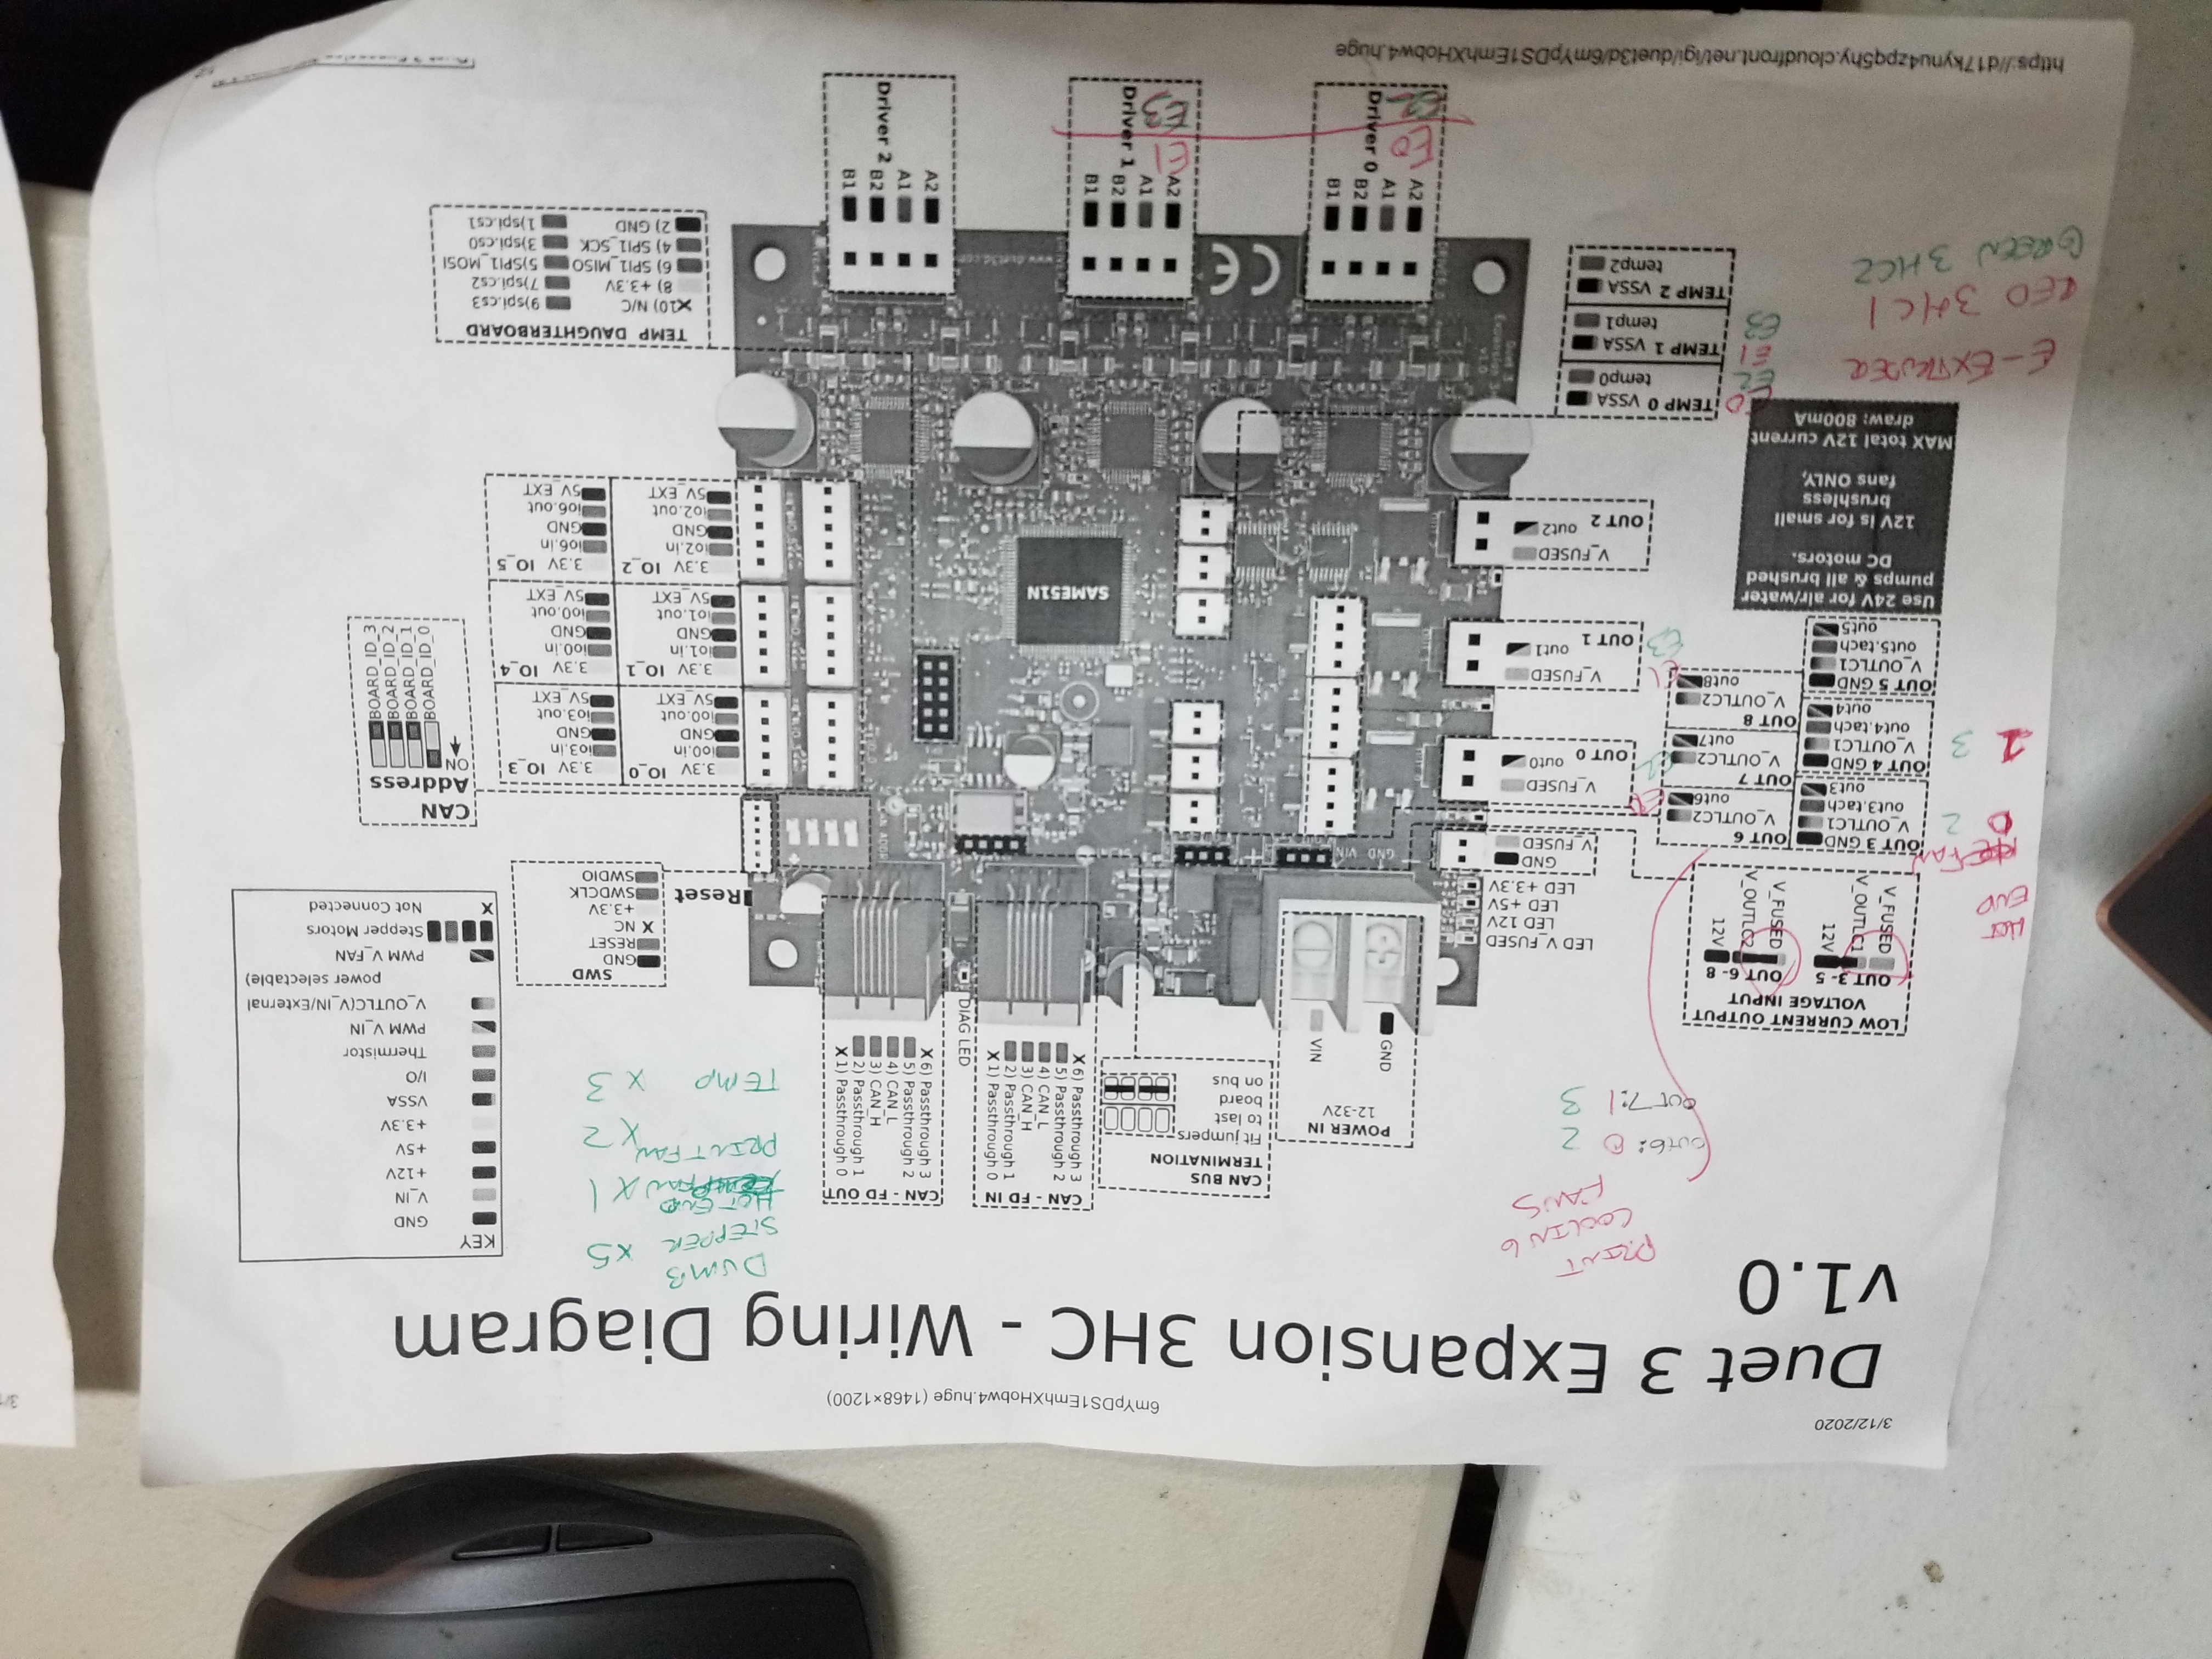 3/12/2020
6mYpDS1EmhXHobw4.huge (1468×1200)
Duet 3 Expansion 3HC - Wiring Diagram
v1.0
PRINT
COOLING
FANS
out6: 0 2
out7: 1 3
DUMB
STEPPER x5
HOT END
FAN x 1
PRINT FAN
x 2
TEMP x 3
KEY
GND
V_IN
+12V
+5V
+3.3V
VSSA
I/O
Thermistor
PWM V_IN
V_OUTLC(V_IN/External
power selectable)
PWM V_FAN
Stepper Motors
X Not Connected
LOW CURRENT OUTPUT
VOLTAGE INPUT
OUT 3- 5
OUT 6- 8
V_FUSED
V_OUTLC1
12V
V_FUSED
V_OUTLC2
12V
POWER IN
12-32V
GND
VIN
CAN BUS
TERMINATION
Fit jumpers
to last
board
on bus
CAN - FD IN
X 6) Passthrough 3
5) Passthrough 2
4) CAN_L
3) CAN_H
2) Passthrough 1
X 1) Passthrough 0
DIAG LED
CAN - FD OUT
X 6) Passthrough 3
5) Passthrough 2
4) CAN_L
3) CAN_H
2) Passthrough 1
X 1) Passthrough 0
Reset
SWD
GND
RESET
X NC
+3.3V
SWDCLK
SWDIO
CAN
Address
ON
BOARD_ID_3
BOARD_ID_2
BOARD_ID_1
BOARD_ID_0
LED V_FUSED
LED 12V
LED +5V
LED +3.3V
GND
V_FUSED
GND VIN
CAN ADDR
HOT
END
FAN
0 2
1 3
OUT 3 GND
V_OUTLC1
out3.tach
out3
OUT 4 GND
V_OUTLC1
out4.tach
out4
OUT 5 GND
V_OUTLC1
out5.tach
out5
OUT 6
V_OUTLC2
out6
OUT 7
V_OUTLC2
out7
OUT 8
V_OUTLC2
out8
V_FUSED
out0
OUT 0
V_FUSED
out1
OUT 1
E1
E3
V_FUSED
out2
OUT 2
3.3V IO_0
io0.in
GND
io0.out
5V_EXT
3.3V IO_3
io3.in
GND
io3.out
5V_EXT
3.3V IO_1
io1.in
GND
io1.out
5V_EXT
3.3V IO_4
io0.in
GND
io0.out
5V_EXT
3.3V IO_2
io2.in
GND
io2.out
5V_EXT
3.3V IO_5
io6.in
GND
io6.out
5V_EXT
SAME51N
Use 24V for air/water
pumps & all brushed
DC motors.
12V is for small
brushless
fans ONLY,
MAX total 12V current
draw: 800mA
TEMP 0 VSSA
temp0
TEMP 1 VSSA
temp1
TEMP 2 VSSA
temp2
E0
E2
E1
E3
TEMP DAUGHTERBOARD
X10) N/C
9)spi.cs3
8) +3.3V
7)spi.cs2
6) SPI1_MISO
5)SPI1_MOSI
4) SPI1_SCK
3)spi.cs0
2) GND
1)spi.cs1
Duet 3
Expansion 3HC
v1.0
CE
A2 A1 B2 B1
Driver 0
E0
E2
A2 A1 B2 B1
Driver 1
E1
E3
A2 A1 B2 B1
Driver 2
E - EXTRUDER
RED 3HC1
GREEN 3HC2
https://d17kynu4zpq5hy.cloudfront.net/igi/duet3d/6mYpDS1EmhXHobw4.huge